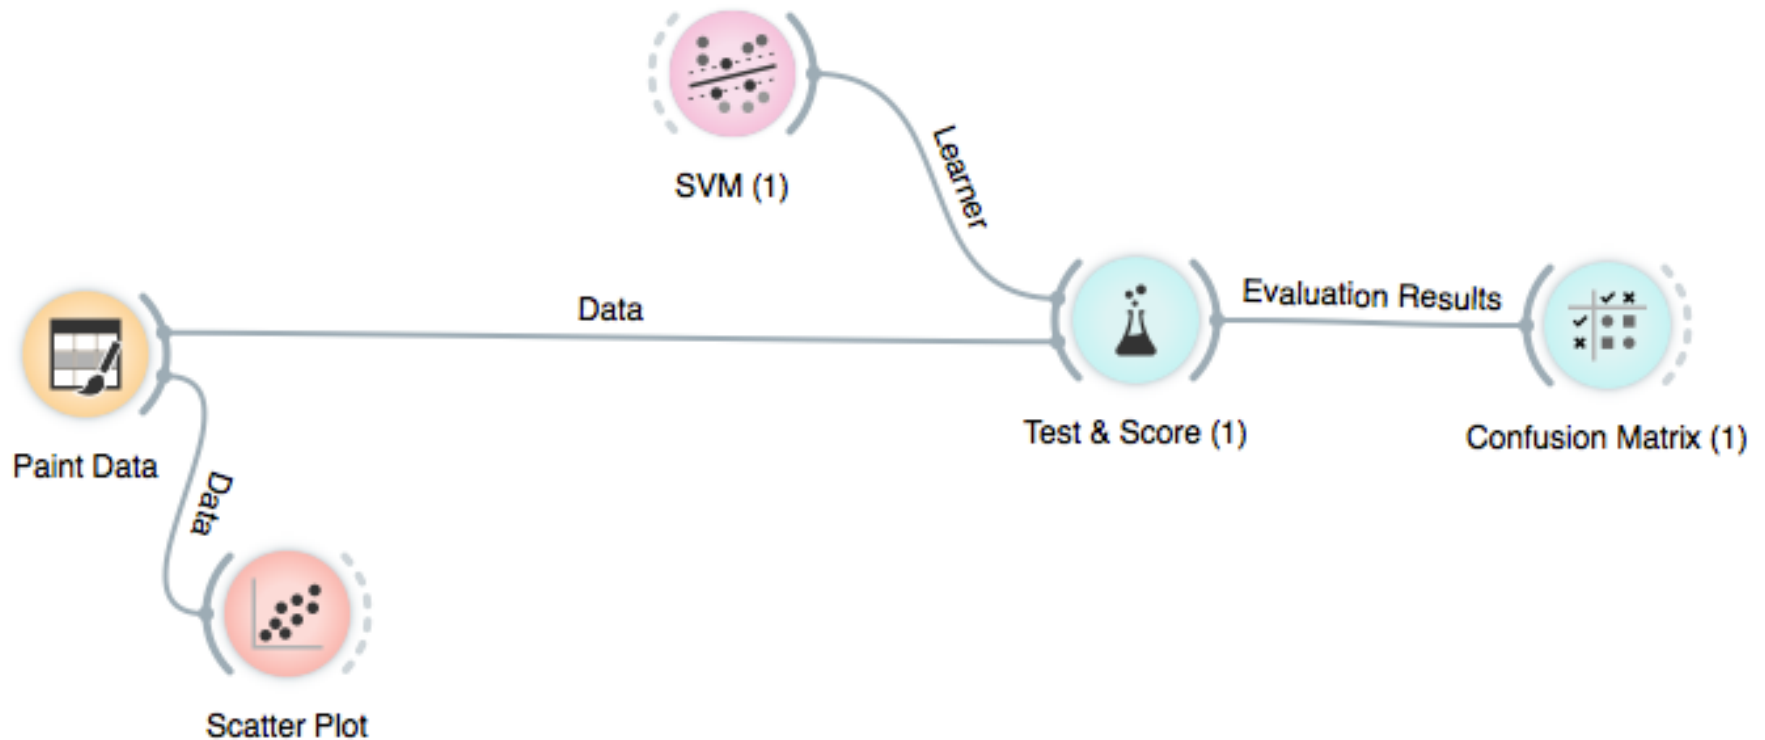 SVM (1)
Learner
Data
Evaluation Results
Test & Score (1)
Confusion Matrix (1)
Paint Data
Data
Scatter Plot